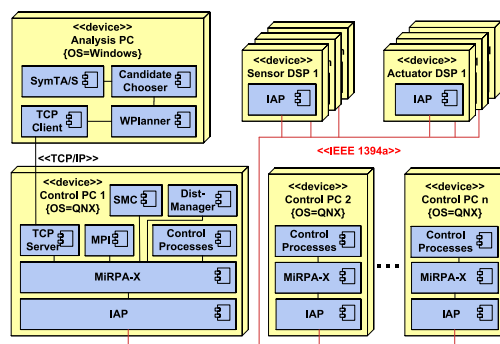 <<device>>
Analysis PC
{OS=Windows}
SymTA/S
Candidate
Chooser
TCP
Client
WPlanner
<<device>>
Sensor DSP 1
IAP
<<device>>
Actuator DSP 1
IAP
<<TCP/IP>>
<<IEEE 1394a>>
<<device>>
Control PC 1
{OS=QNX}
SMC
Dist-
Manager
TCP
Server
MPI
Control
Processes
MiRPA-X
IAP
<<device>>
Control PC 2
{OS=QNX}
Control
Processes
MiRPA-X
IAP
...
<<device>>
Control PC n
{OS=QNX}
Control
Processes
MiRPA-X
IAP